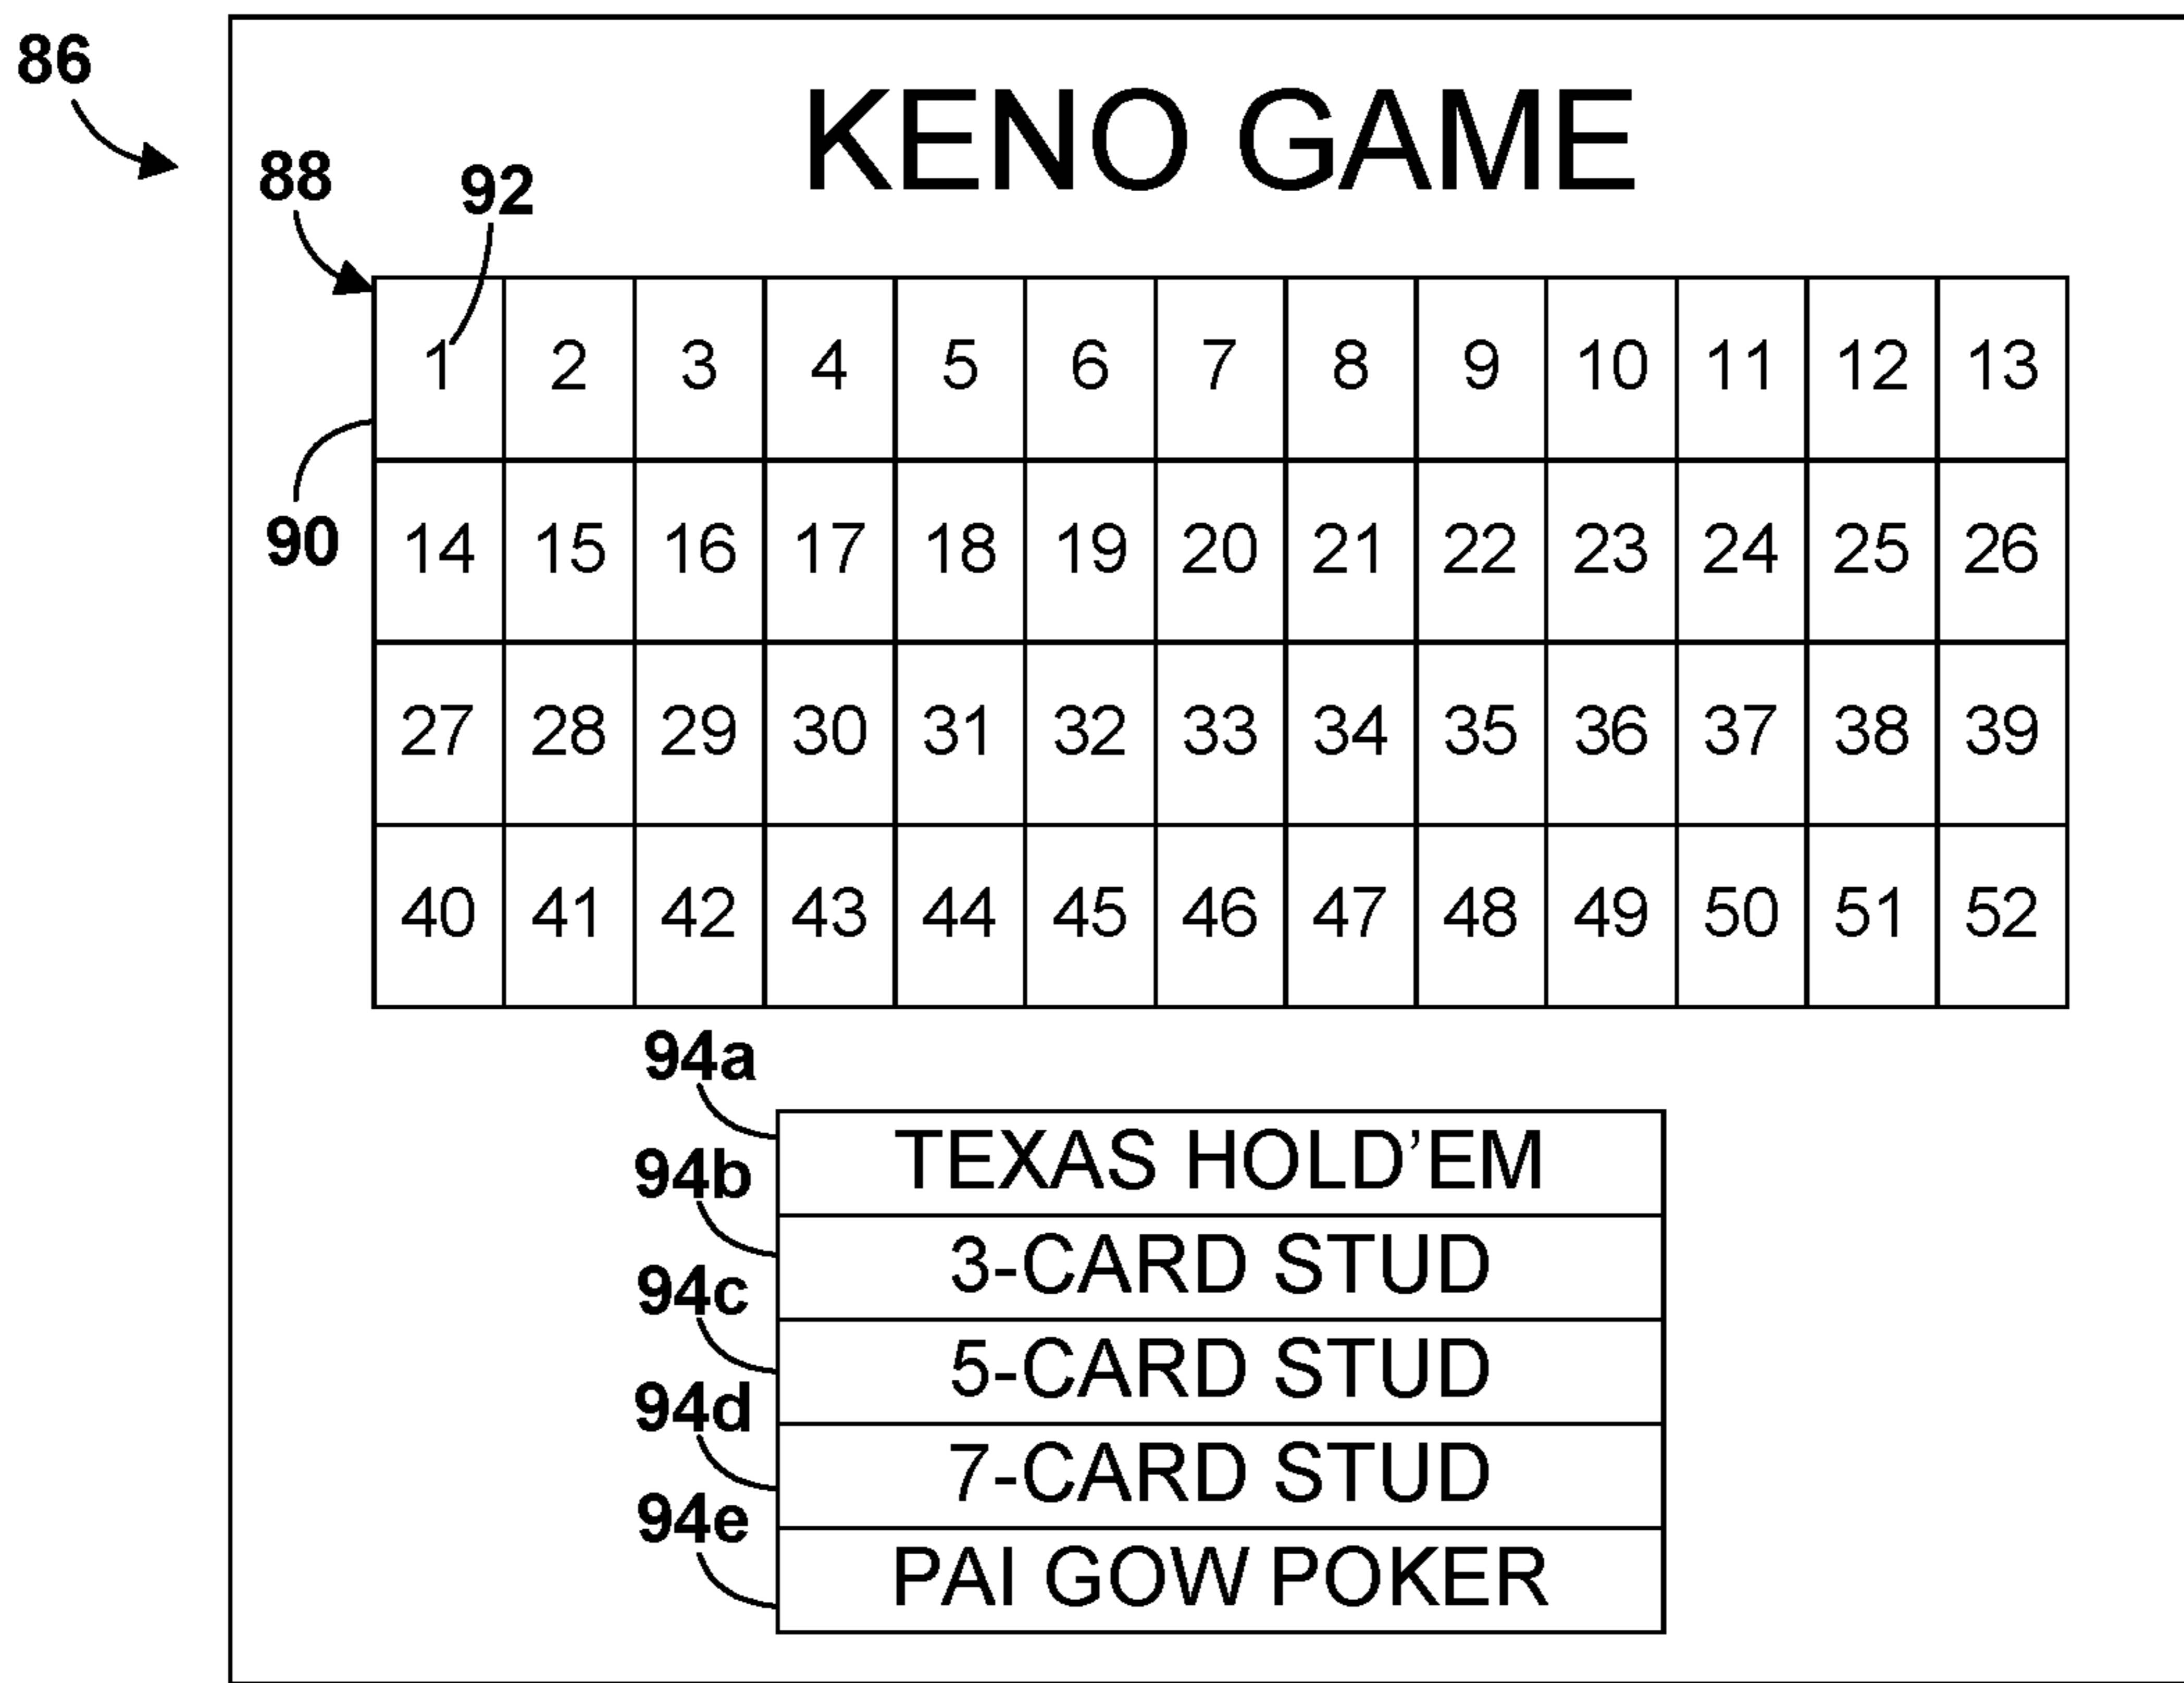 86
KENO GAME
88
92
1 2 3 4 5 6 7 8 9 10 11 12 13
90
14 15 16 17 18 19 20 21 22 23 24 25 26
27 28 29 30 31 32 33 34 35 36 37 38 39
40 41 42 43 44 45 46 47 48 49 50 51 52
94a
TEXAS HOLD’EM
94b
3-CARD STUD
94c
5-CARD STUD
94d
7-CARD STUD
94e
PAI GOW POKER